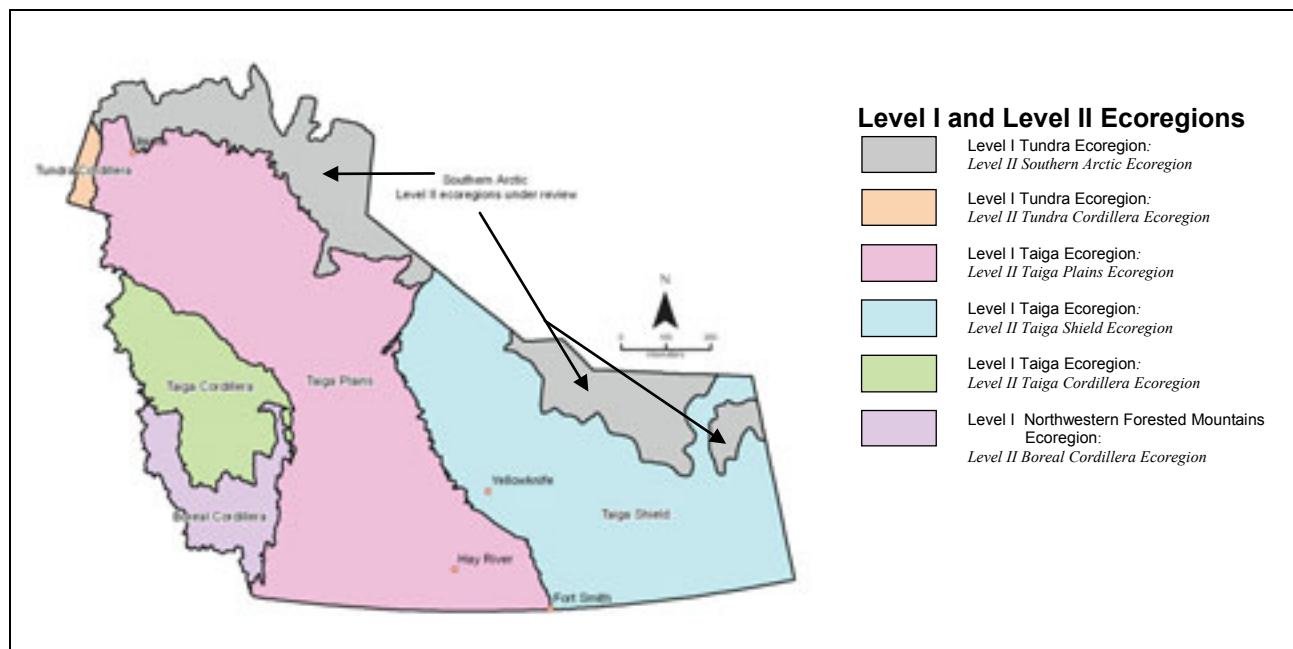 Tundra Cordillera
Southern Arctic
Level II ecoregions under review
N
Taiga Cordillera
Taiga Plains
Boreal Cordillera
Yellowknife
Taiga Shield
Hay River
Fort Smith
Level I and Level II Ecoregions
Level I Tundra Ecoregion:
Level II Southern Arctic Ecoregion
Level I Tundra Ecoregion:
Level II Tundra Cordillera Ecoregion
Level I Taiga Ecoregion:
Level II Taiga Plains Ecoregion
Level I Taiga Ecoregion:
Level II Taiga Shield Ecoregion
Level I Taiga Ecoregion:
Level II Taiga Cordillera Ecoregion
Level I Northwestern Forested Mountains
Ecoregion:
Level II Boreal Cordillera Ecoregion